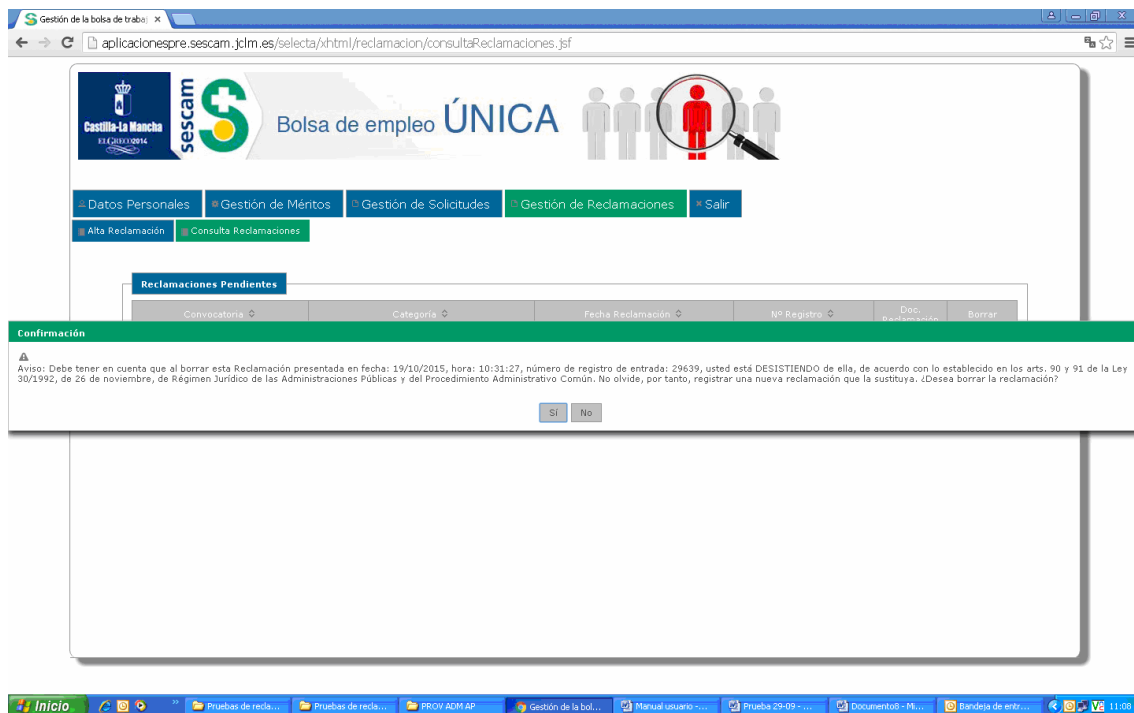 Gestión de la bolsa de traba
aplicacionespre.sescam.jclm.es/selecta/xhtml/reclamacion/consultaReclamaciones.jsf
Castilla-La Mancha
EL GRECO2014
sescam
Bolsa de empleo ÚNICA
Datos Personales
Gestión de Méritos
Gestión de Solicitudes
Gestión de Reclamaciones
Salir
Alta Reclamación
Consulta Reclamaciones
Reclamaciones Pendientes
Convocatoria
Categoría
Fecha Reclamación
Nº Registro
Doc.
Reclamación
Borrar
Confirmación
Aviso: Debe tener en cuenta que al borrar esta Reclamación presentada en fecha: 19/10/2015, hora: 10:31:27, número de registro de entrada: 29639, usted está DESISTIENDO de ella, de acuerdo con lo establecido en los arts. 90 y 91 de la Ley
30/1992, de 26 de noviembre, de Régimen Jurídico de las Administraciones Públicas y del Procedimiento Administrativo Común. No olvide, por tanto, registrar una nueva reclamación que la sustituya. ¿Desea borrar la reclamación?
Sí
No
Inicio
Pruebas de recla...
Pruebas de recla...
PROV ADM AP
Gestión de la bol...
Manual usuario -...
Prueba 29-09 - ...
Documento8 - Mi...
Bandeja de entr...
11:08